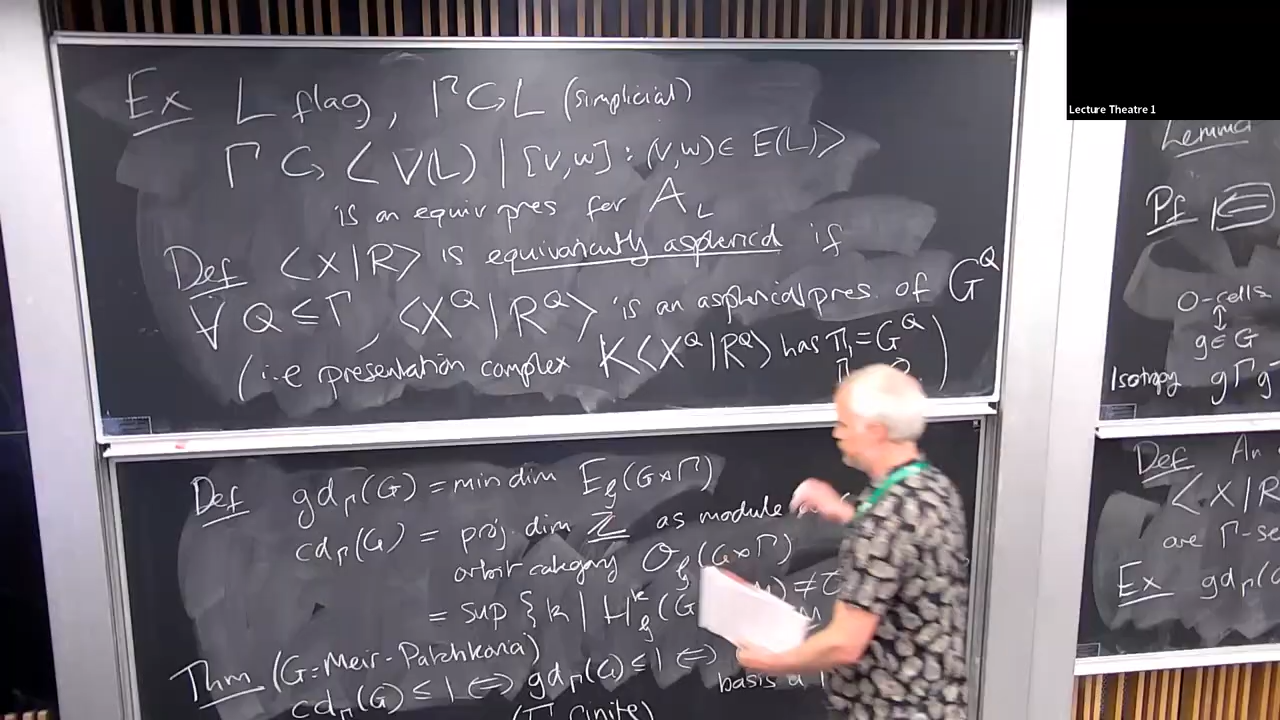 Ex L flag, Γ ↻ L (simplicial)
Γ ↻ < V(L) | [v,w] : (v,w) ∈ E(L) >
is an equiv pres for A_L
Def <X|R> is equivariantly aspherical if
∀ Q ≤ Γ, <X^Q | R^Q> is an aspherical pres. of G^Q
(i.e presentation complex K<X^Q|R^Q> has π₁ = G^Q
Def gd_Γ(G) = min dim E_g(G⋊Γ)
cd_Γ(G) = proj. dim ℤ as module
orbit category O_g(G⋊Γ)
= sup { k | H^k_g(G ≠
Thm (G-Meir-Patchkoria)
cd_Γ(G) ≤ 1 ⇔ gd_Γ(G) ≤ 1 ⇔
basis a
(Γ finite)
Lecture Theatre 1
Lemma
Pf ⇐
0-cells
↕
g ∈ G
Isotropy gΓg
Def An
<X|R
are Γ-se
Ex gd_Γ(